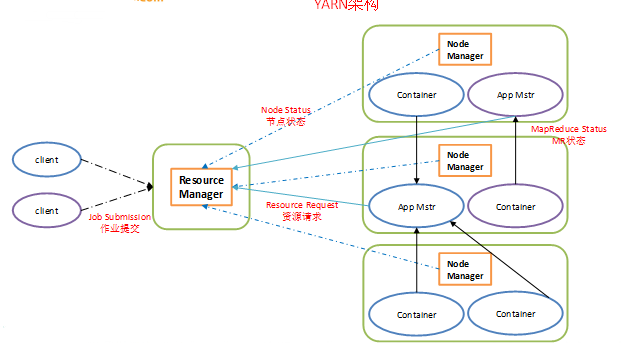 YARN架构
Node
Manager
Container
App Mstr
Node Status
节点状态
MapReduce Status
MR状态
client
client
Resource
Manager
Job Submission
作业提交
Node
Manager
Resource Request
资源请求
App Mstr
Container
Node
Manager
Container
Container